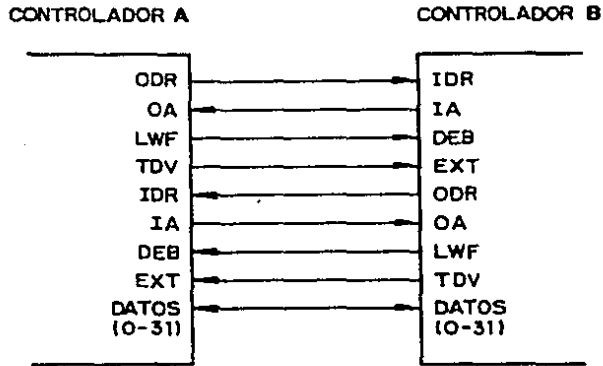 CONTROLADOR A CONTROLADOR B
ODR IDR
OA IA
LWF DEB
TDV EXT
IDR ODR
IA OA
DEB LWF
EXT TDV
DATOS DATOS
(0-31) (0-31)